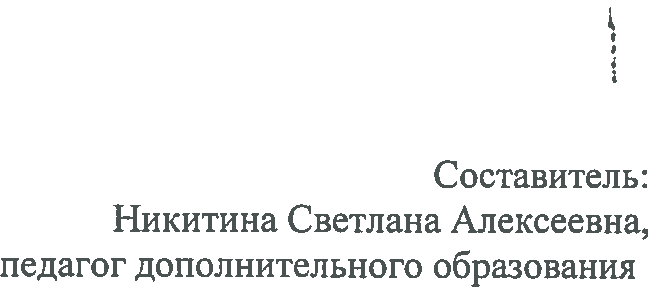 Составитель:
Никитина Светлана Алексеевна,
педагог дополнительного образования